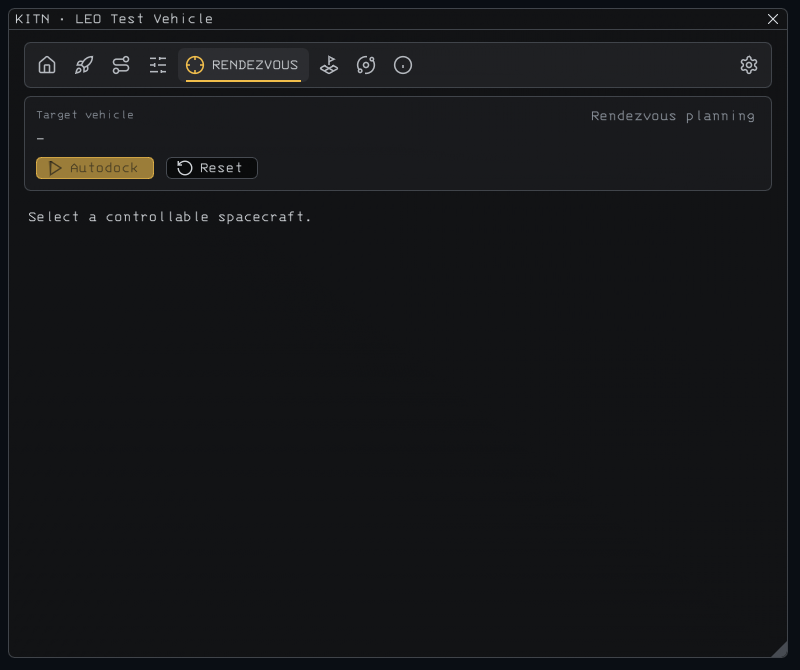 KITN · LEO Test Vehicle
RENDEZVOUS
Target vehicle
Rendezvous planning
–
Autodock
Reset
Select a controllable spacecraft.